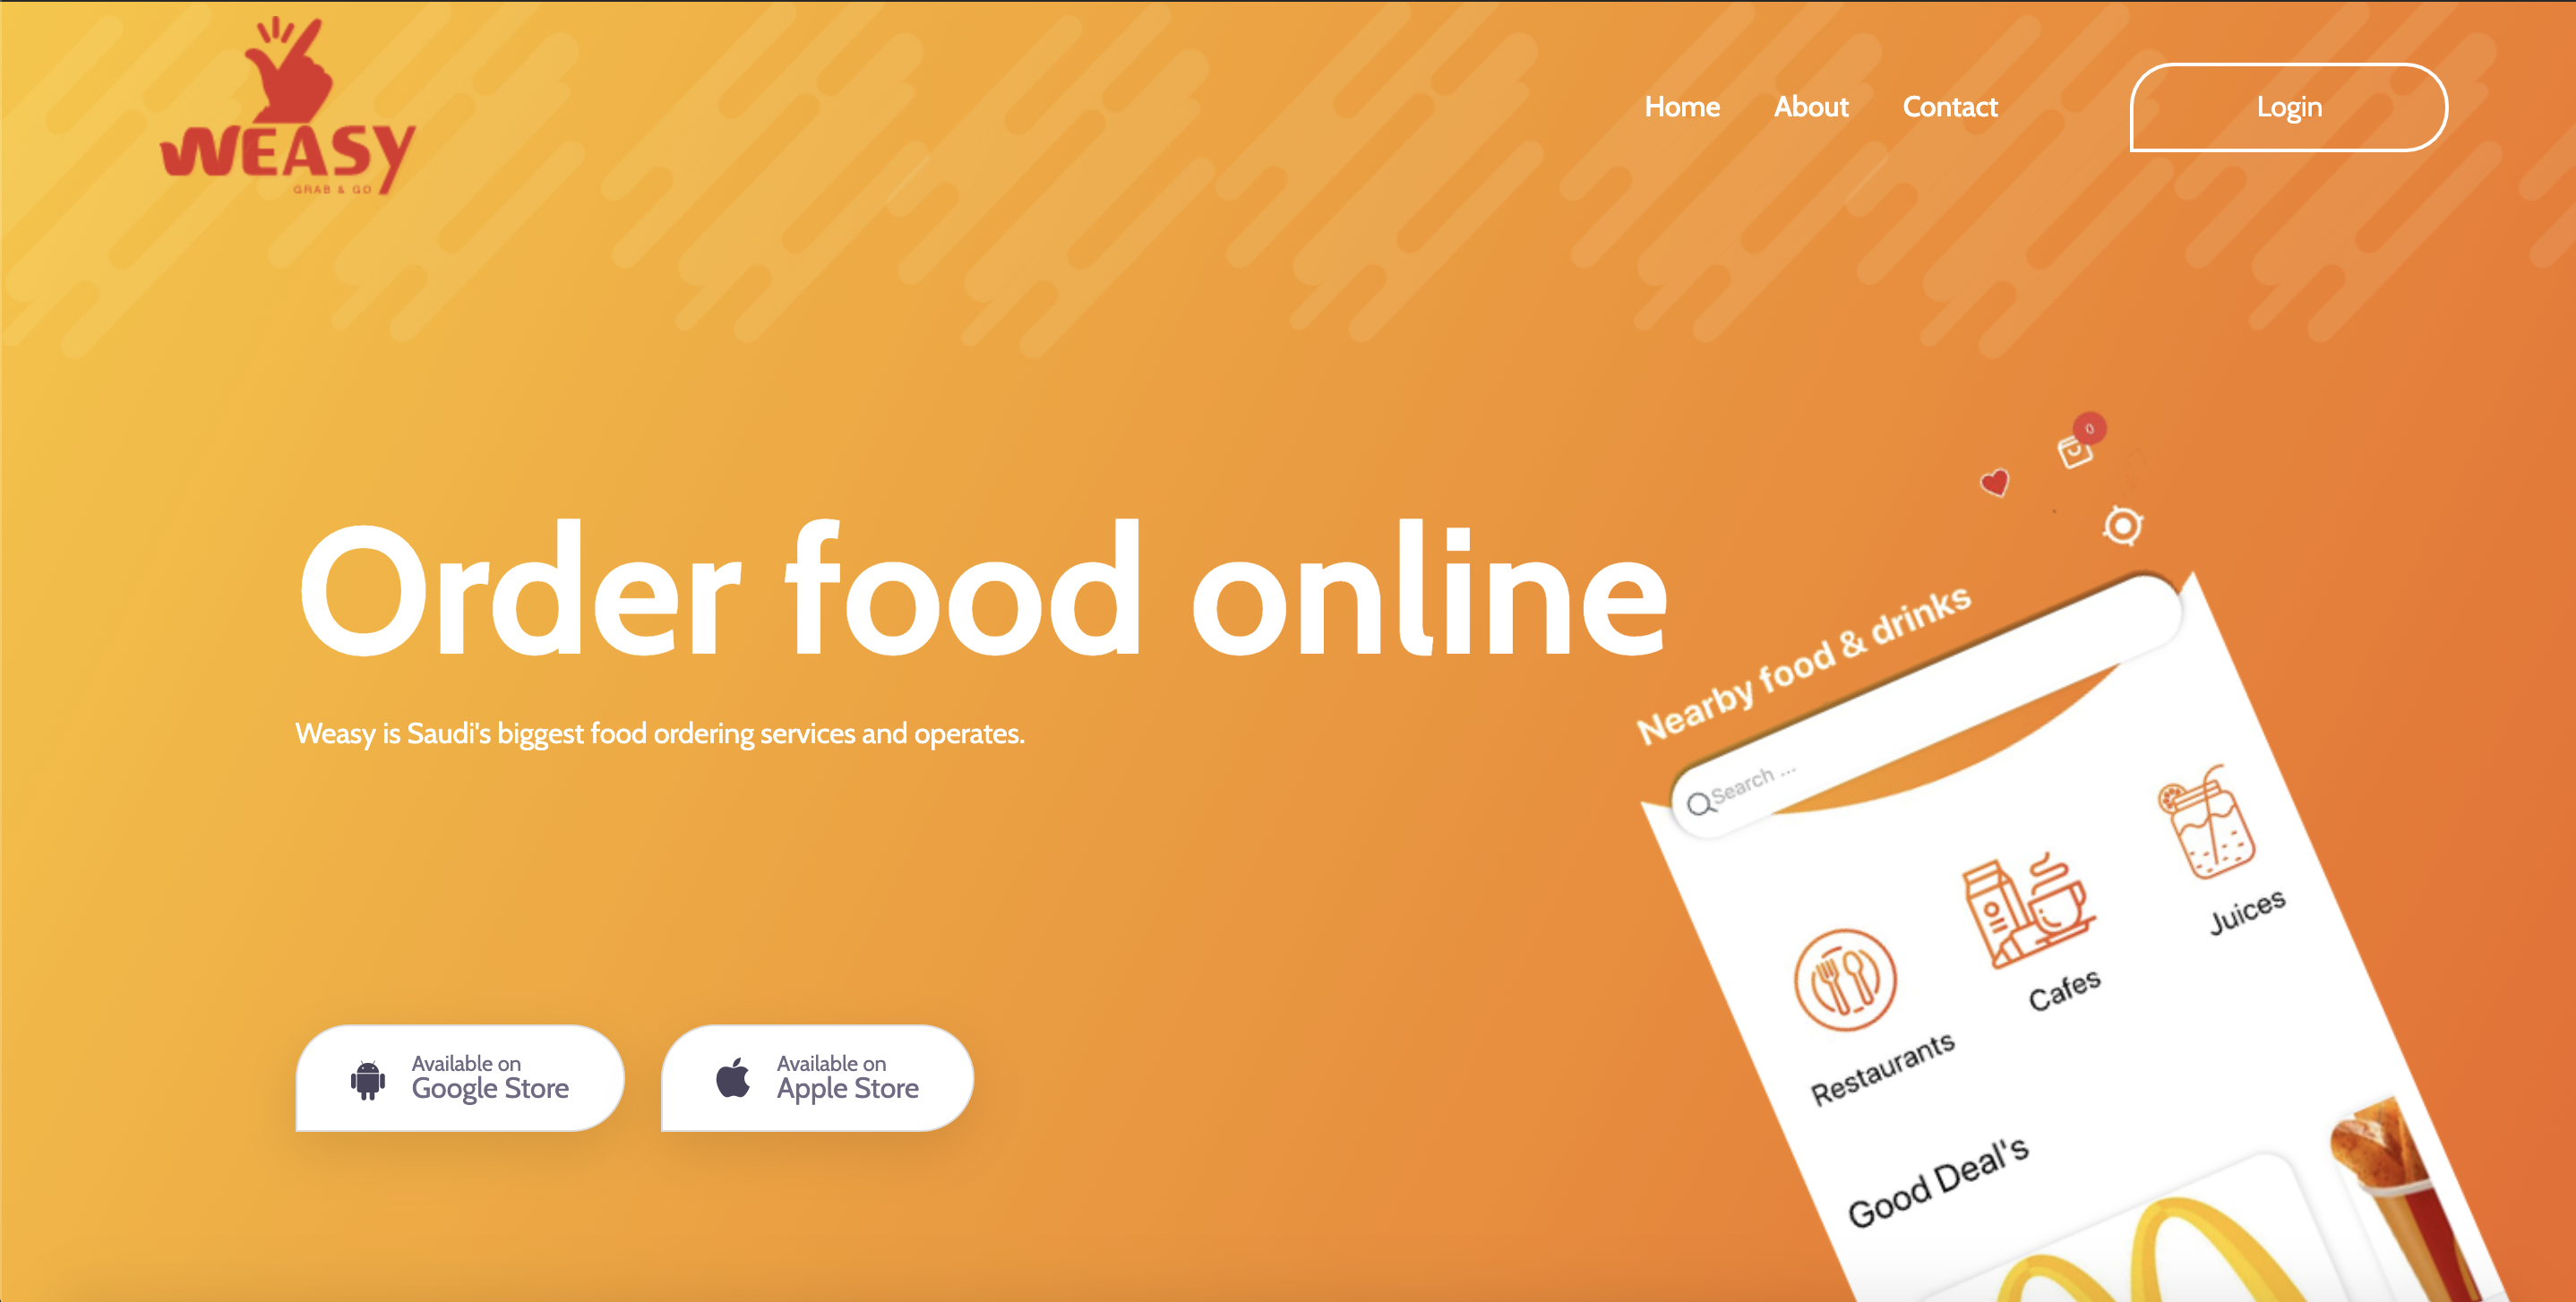 WEASY
GRAB & GO
Home
About
Contact
Login
0
Order food online
Nearby food & drinks
Weasy is Saudi's biggest food ordering services and operates.
Search ...
Juices
Cafes
Restaurants
Available on
Google Store
Available on
Apple Store
Good Deal's